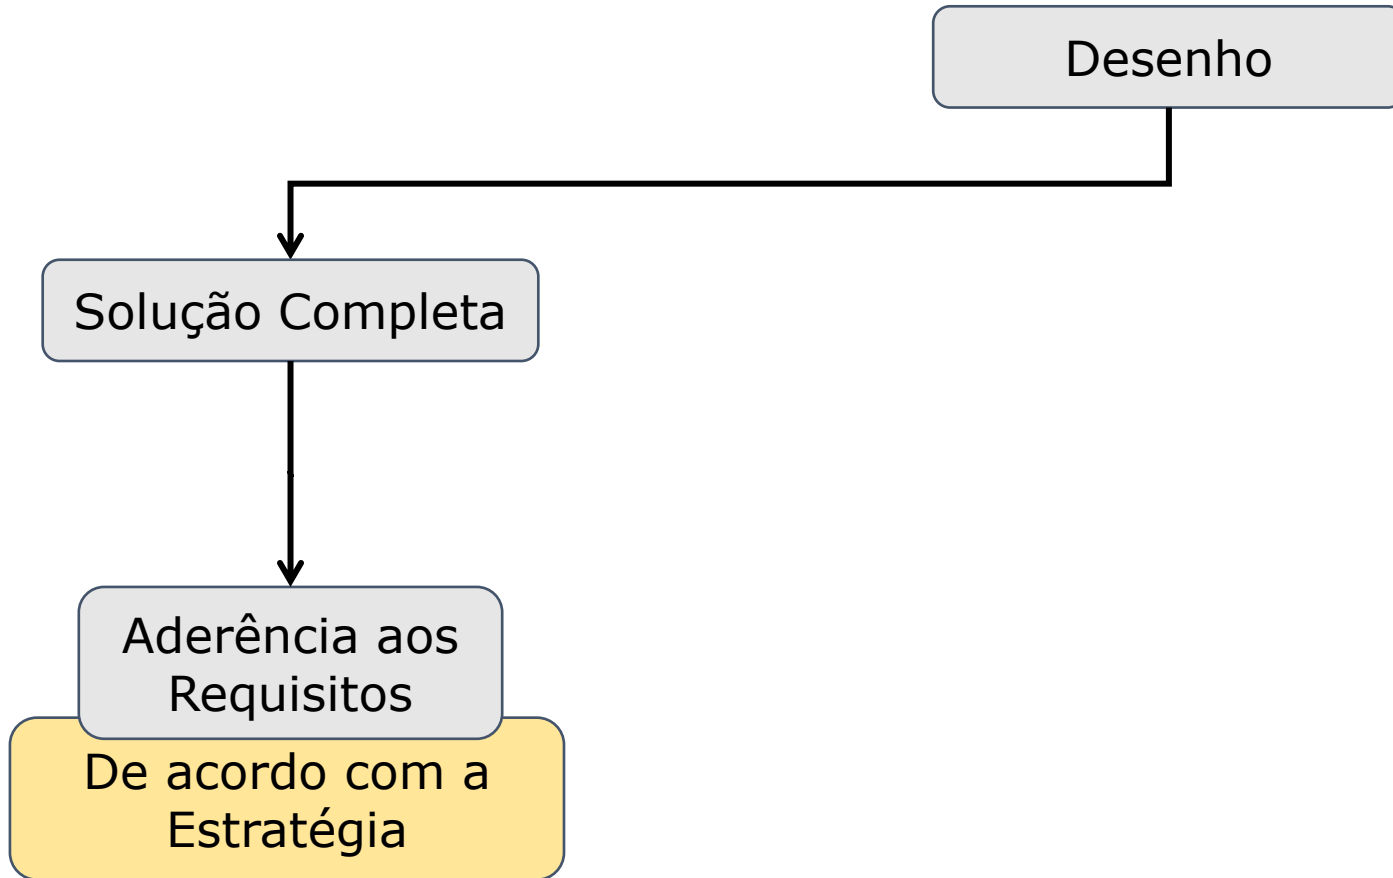 Desenho
Solução Completa
Aderência aos
Requisitos
De acordo com a
Estratégia